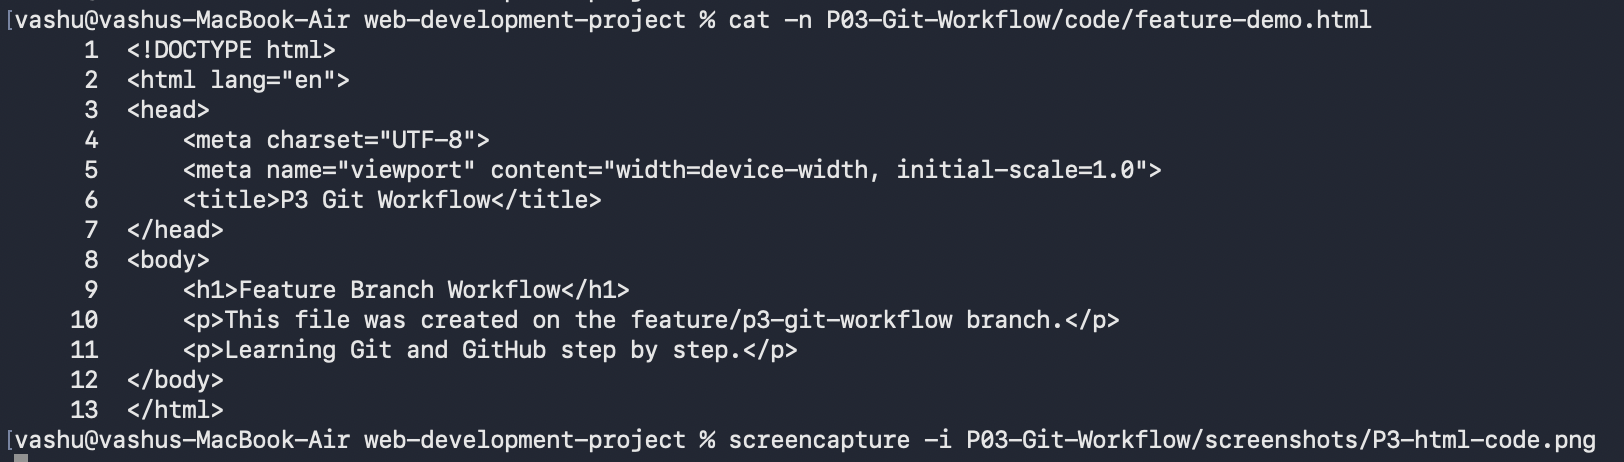 [vashu@vashus-MacBook-Air web-development-project % cat -n P03-Git-Workflow/code/feature-demo.html
     1	<!DOCTYPE html>
     2	<html lang="en">
     3	<head>
     4	    <meta charset="UTF-8">
     5	    <meta name="viewport" content="width=device-width, initial-scale=1.0">
     6	    <title>P3 Git Workflow</title>
     7	</head>
     8	<body>
     9	    <h1>Feature Branch Workflow</h1>
    10	    <p>This file was created on the feature/p3-git-workflow branch.</p>
    11	    <p>Learning Git and GitHub step by step.</p>
    12	</body>
    13	</html>
[vashu@vashus-MacBook-Air web-development-project % screencapture -i P03-Git-Workflow/screenshots/P3-html-code.png